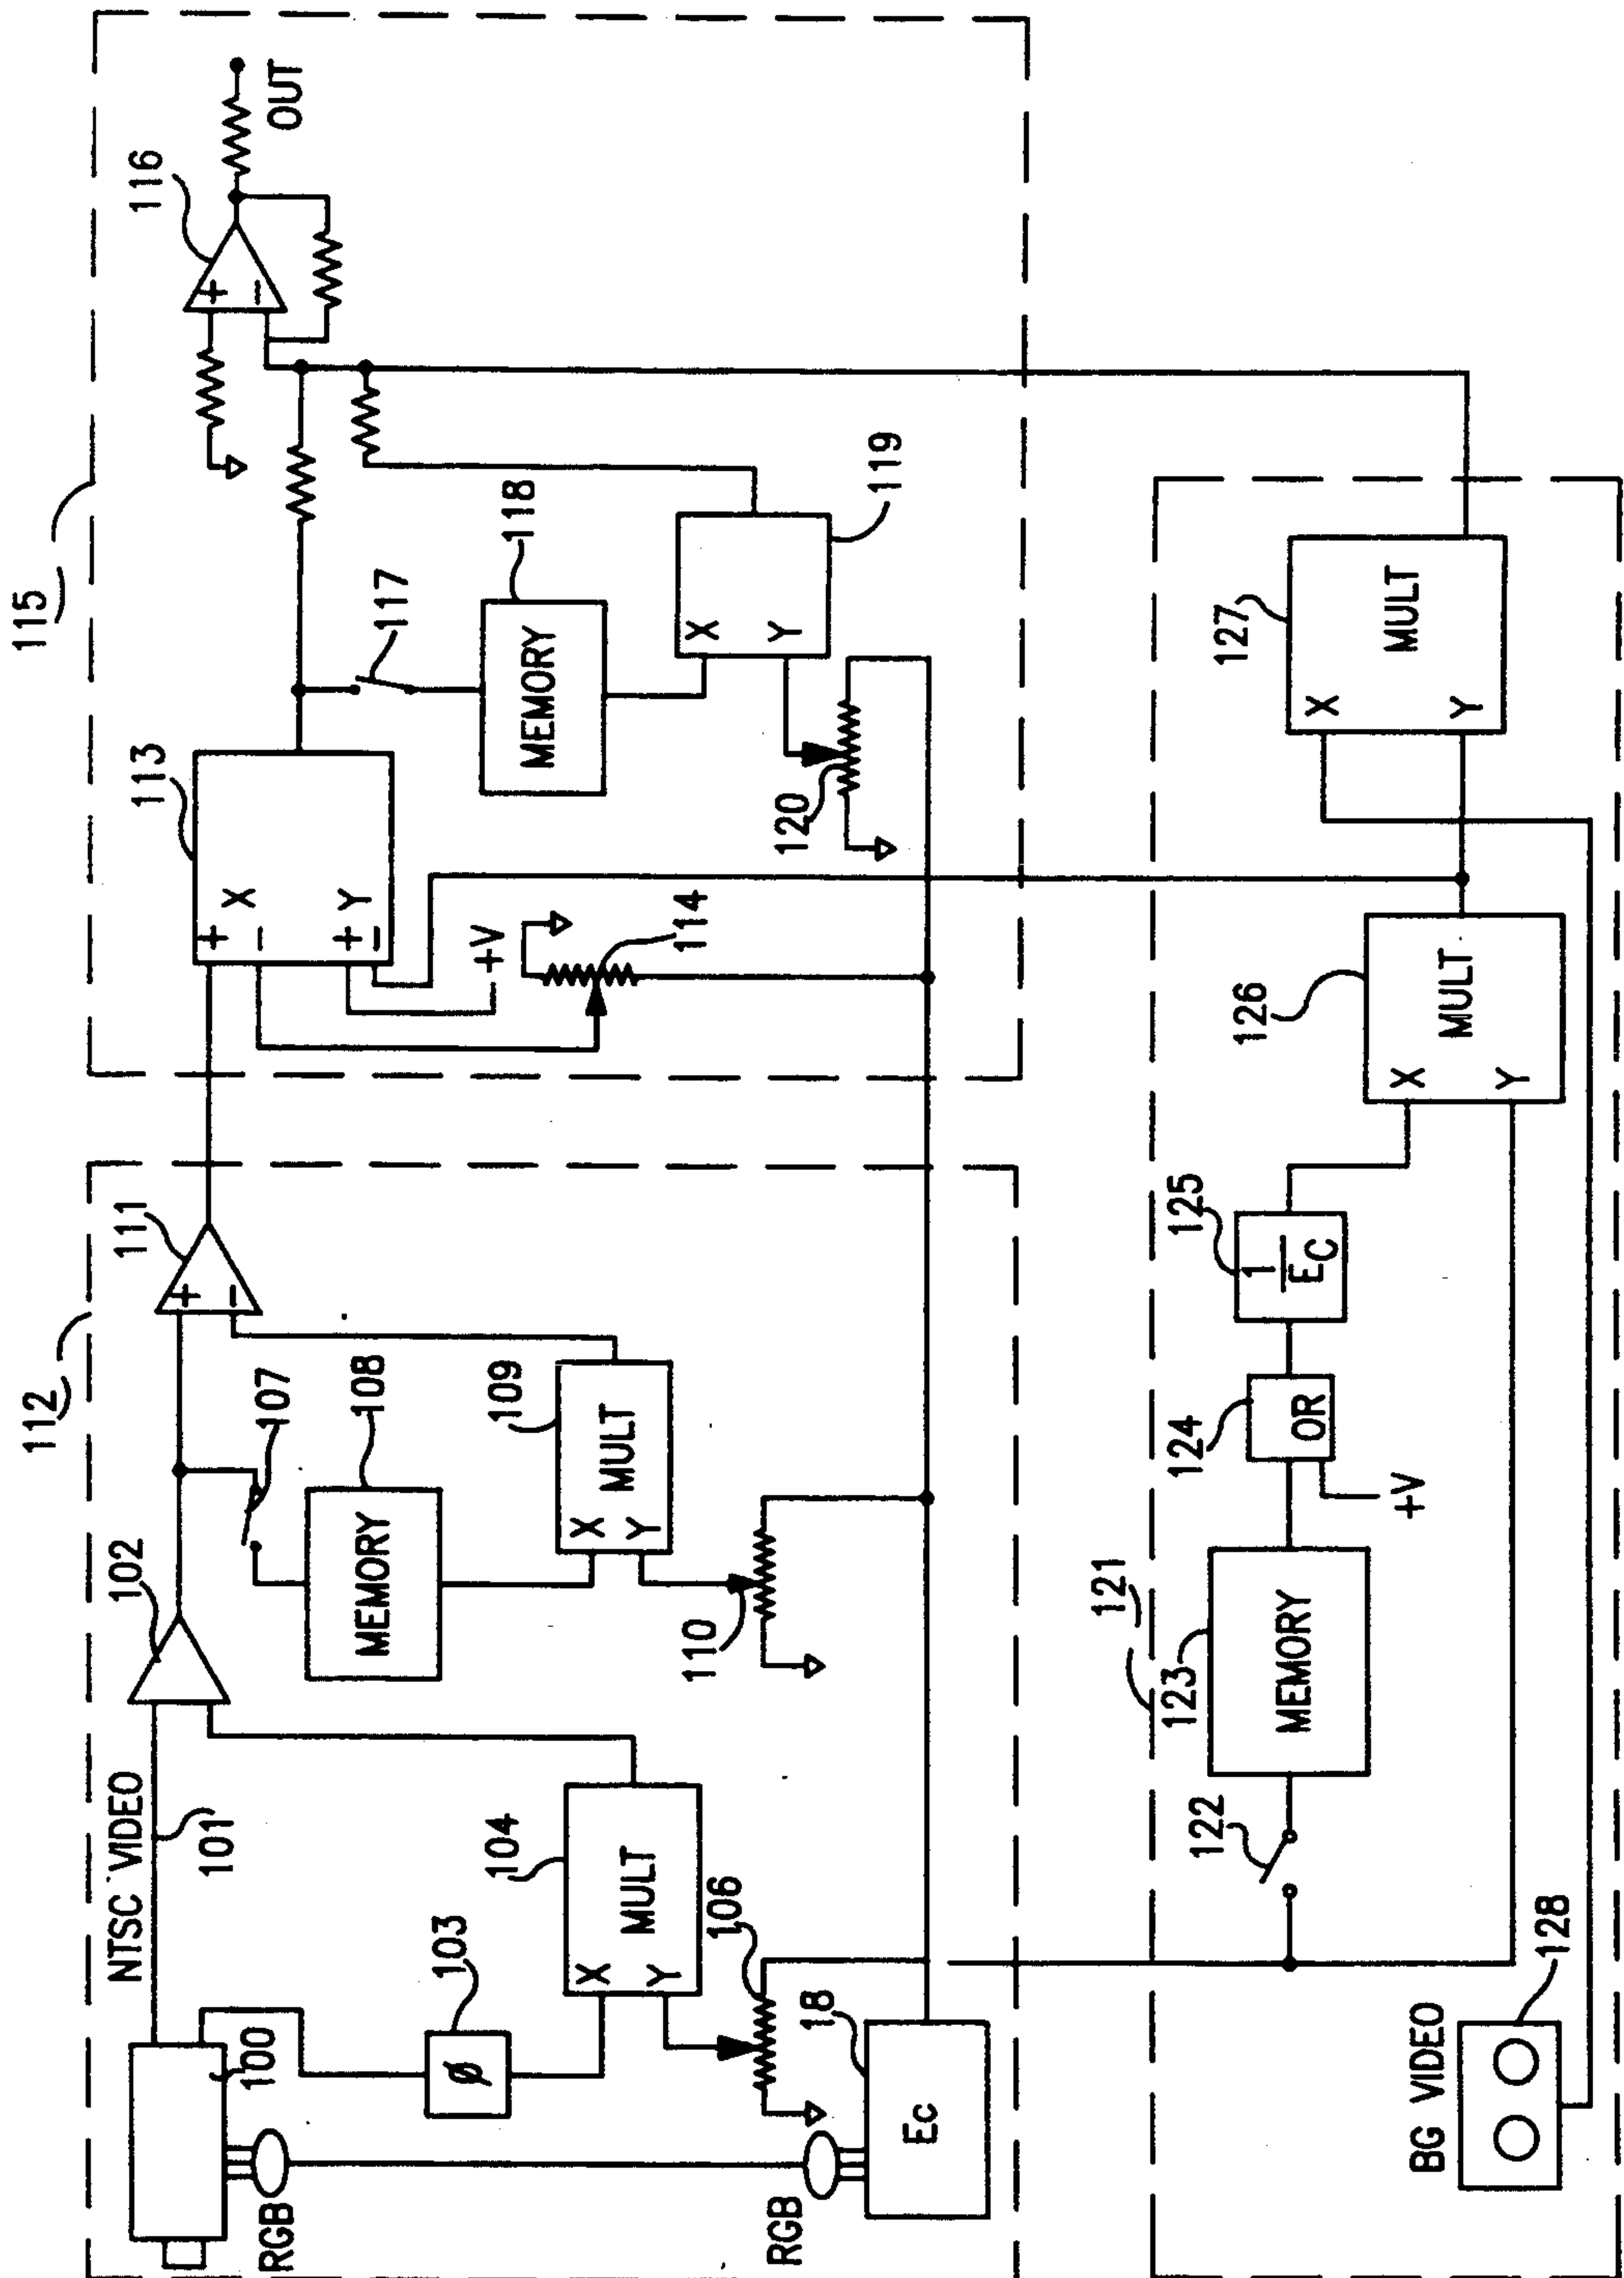 115
116
OUT
+
−
113
117
118
MEMORY
119
X
Y
120
+
X
−
+
Y
−
+V
114
112
111
+
−
102
107
108
MEMORY
109
MULT
X
Y
110
NTSC VIDEO
101
104
MULT
X
Y
106
103
ø
100
RGB
RGB
18
EC
121
122
123
MEMORY
124
OR
+V
125
1
EC
126
MULT
X
Y
127
MULT
X
Y
BG VIDEO
128